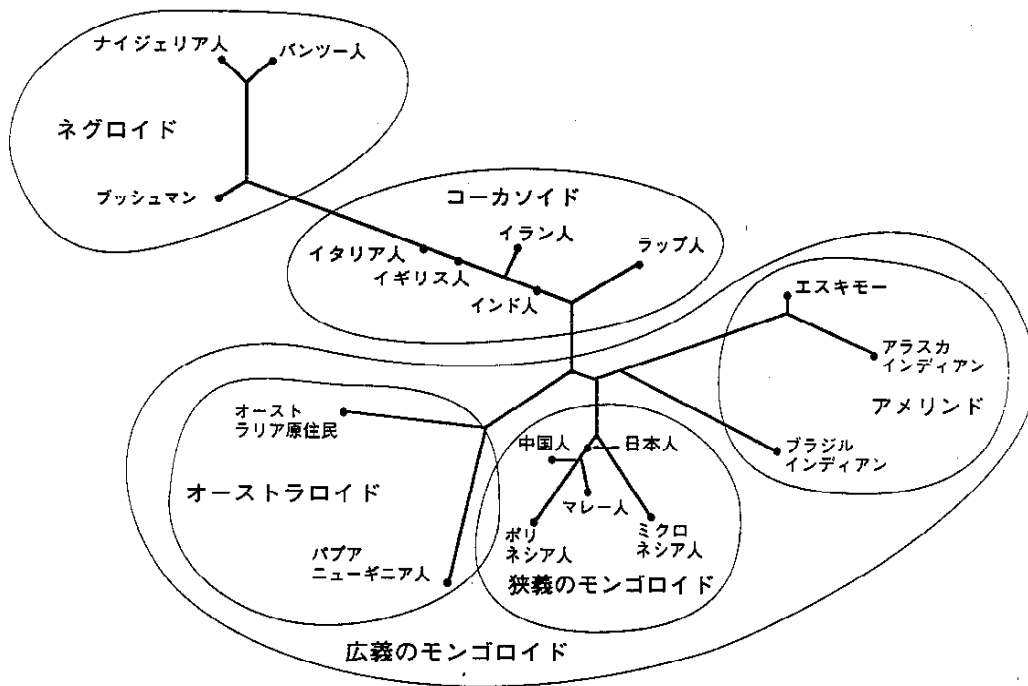 ナイジェリア人
バンツー人
ネグロイド
ブッシュマン
コーカソイド
イタリア人
イギリス人
イラン人
インド人
ラップ人
エスキモー
アラスカ
インディアン
アメリンド
ブラジル
インディアン
オースト
ラリア原住民
オーストラロイド
パプア
ニューギニア人
中国人
日本人
マレー人
ポリ
ネシア人
ミクロ
ネシア人
狭義のモンゴロイド
広義のモンゴロイド